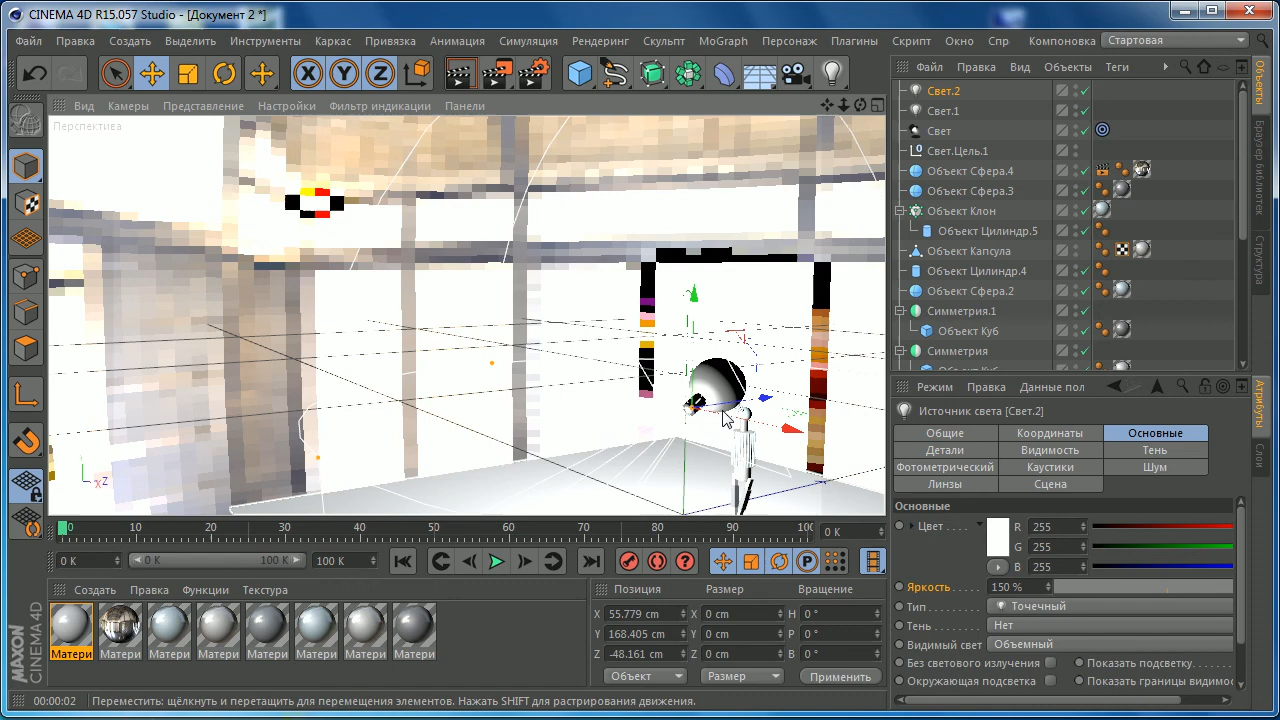 CINEMA 4D R15.057 Studio - [Документ 2 *]
Файл Правка Создать Выделить Инструменты Каркас Привязка Анимация Симуляция Рендеринг Скульпт MoGraph Персонаж Плагины Скрипт Окно Спр Компоновка Стартовая
X Y Z
Вид Камеры Представление Настройки Фильтр индикации Панели
Перспектива
Файл Правка Вид Объекты Теги
Свет.2
Свет.1
Свет
Свет.Цель.1
Объект Сфера.4
Объект Сфера.3
Объект Клон
Объект Цилиндр.5
Объект Капсула
Объект Цилиндр.4
Объект Сфера.2
Симметрия.1
Объект Куб
Симметрия
Объекты
Браузер библиотек
Структура
Режим Правка Данные пол
Источник света [Свет.2]
Общие Координаты Основные
Детали Видимость Тень
Фотометрический Каустики Шум
Линзы Сцена
Основные
Цвет . . . . R 255
G 255
B 255
Яркость . . . . . 150 %
Тип . . . . . . . . Точечный
Тень . . . . . . . Нет
Видимый свет Объемный
Без светового излучения Показать подсветку
Окружающая подсветка Показать границы видимос
Атрибуты
Слои
XZ
0 10 20 30 40 50 60 70 80 90 100 0 K
0 K 0 K 100 K 100 K
P
Создать Правка Функции Текстура
Матери Матери Матери Матери Матери Матери Матери Матери
MAXON CINEMA 4D
Позиция Размер Вращение
X 55.779 cm X 0 cm H 0 °
Y 168.405 cm Y 0 cm P 0 °
Z -48.161 cm Z 0 cm B 0 °
Объект Размер Применить
00:00:02 Переместить: щёлкнуть и перетащить для перемещения элементов. Нажать SHIFT для растрирования движения.